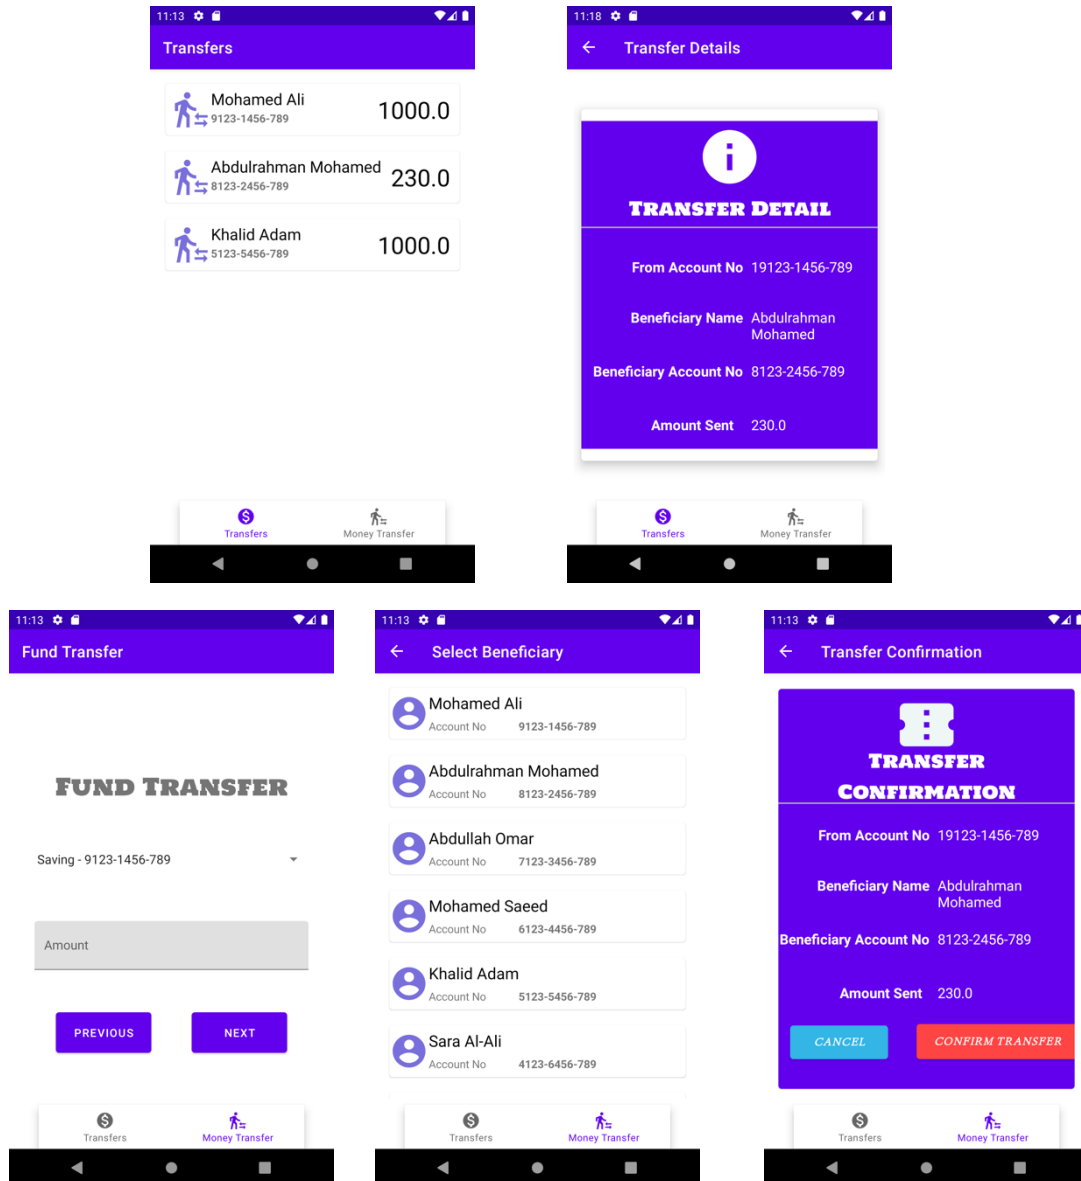 11:13
Transfers
Mohamed Ali
9123-1456-789
1000.0
Abdulrahman Mohamed
8123-2456-789
230.0
Khalid Adam
5123-5456-789
1000.0
Transfers
Money Transfer
11:18
Transfer Details
Transfer Detail
From Account No 19123-1456-789
Beneficiary Name Abdulrahman
Mohamed
Beneficiary Account No 8123-2456-789
Amount Sent 230.0
Transfers
Money Transfer
11:13
Fund Transfer
Fund Transfer
Saving - 9123-1456-789
Amount
PREVIOUS
NEXT
Transfers
Money Transfer
11:13
Select Beneficiary
Mohamed Ali
Account No 9123-1456-789
Abdulrahman Mohamed
Account No 8123-2456-789
Abdullah Omar
Account No 7123-3456-789
Mohamed Saeed
Account No 6123-4456-789
Khalid Adam
Account No 5123-5456-789
Sara Al-Ali
Account No 4123-6456-789
Transfers
Money Transfer
11:13
Transfer Confirmation
Transfer
Confirmation
From Account No 19123-1456-789
Beneficiary Name Abdulrahman
Mohamed
Beneficiary Account No 8123-2456-789
Amount Sent 230.0
CANCEL
CONFIRM TRANSFER
Transfers
Money Transfer